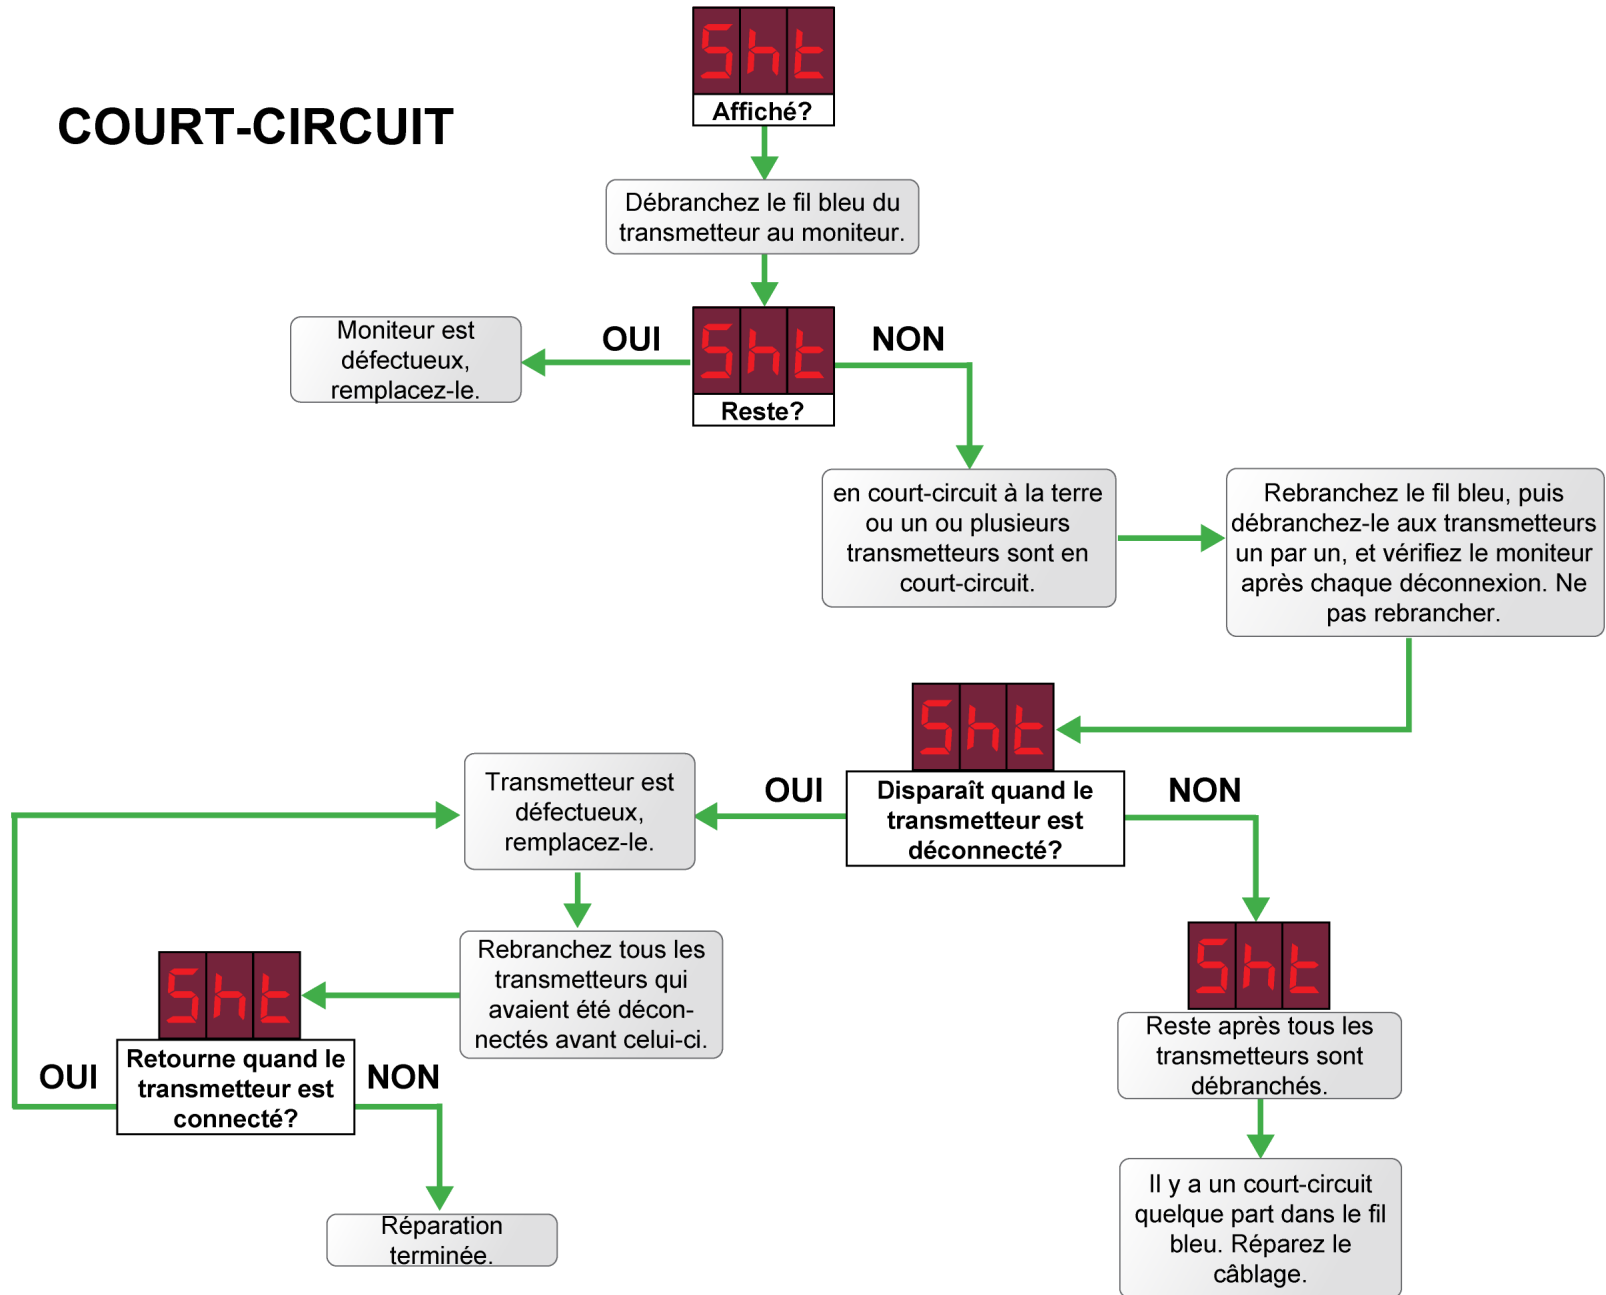 Sht
Affiché?
COURT-CIRCUIT
Débranchez le fil bleu du
transmetteur au moniteur.
Moniteur est
défectueux,
remplacez-le.
OUI
Sht
NON
Reste?
en court-circuit à la terre
ou un ou plusieurs
transmetteurs sont en
court-circuit.
Rebranchez le fil bleu, puis
débranchez-le aux transmetteurs
un par un, et vérifiez le moniteur
après chaque déconnexion. Ne
pas rebrancher.
Sht
Disparaît quand le
transmetteur est
déconnecté?
OUI
NON
Transmetteur est
défectueux,
remplacez-le.
Rebranchez tous les
transmetteurs qui
avaient été décon-
nectés avant celui-ci.
Sht
Retourne quand le
transmetteur est
connecté?
OUI
NON
Réparation
terminée.
Sht
Reste après tous les
transmetteurs sont
débranchés.
Il y a un court-circuit
quelque part dans le fil
bleu. Réparez le
câblage.